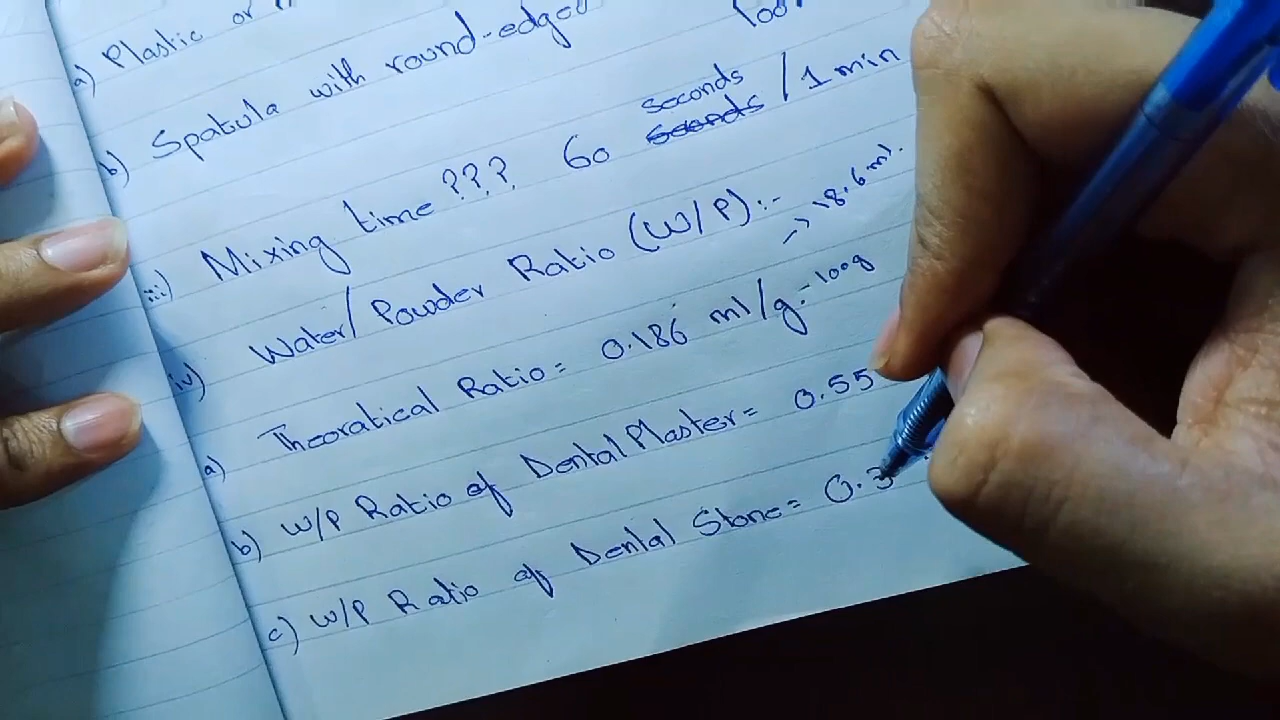 a) Plastic or
b) Spatula with round-edged
iii) Mixing time ??? 60 seconds / 1 min
iv) Water/Powder Ratio (W/P):-
a) Theoratical Ratio = 0.186 ml/g.- 100g -> 18.6 ml.
b) W/P Ratio of Dental Plaster = 0.55
c) W/P Ratio of Dental Stone = 0.3